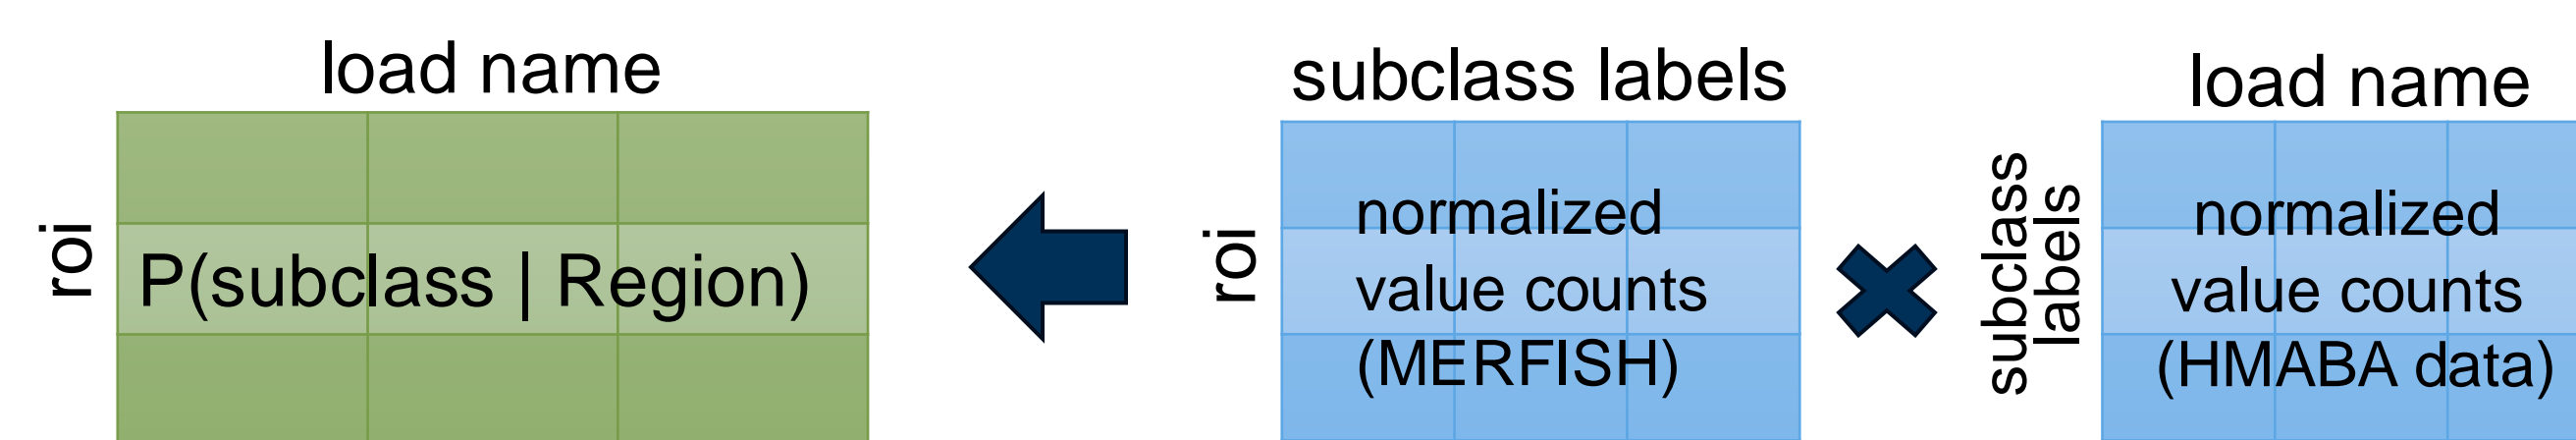 load name
roi
P(subclass | Region)
subclass labels
roi
normalized
value counts
(MERFISH)
load name
subclass
labels
normalized
value counts
(HMABA data)